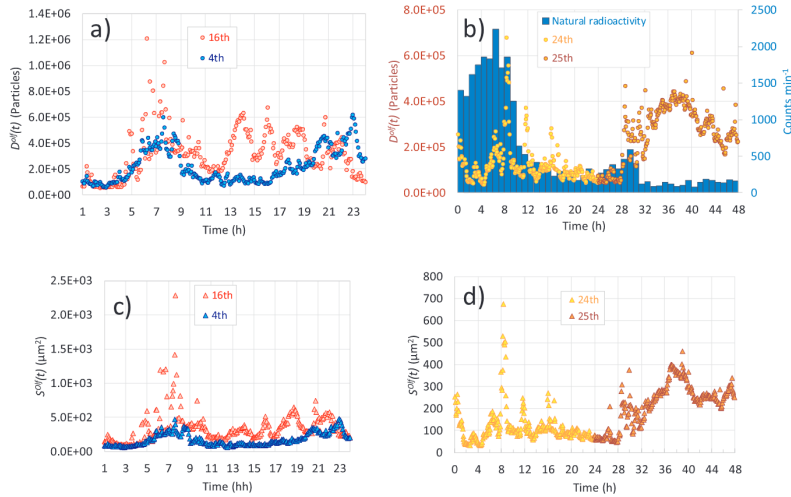 a)
1.4E+06
1.2E+06
1.0E+06
8.0E+05
6.0E+05
4.0E+05
2.0E+05
0.0E+00
D^olf(t) (Particles)
16th
4th
1 3 5 7 9 11 13 15 17 19 21 23
Time (h)
b)
8.0E+05
6.0E+05
4.0E+05
2.0E+05
0.0E+00
D^olf(t) (Particles)
Natural radioactivity
24th
25th
2500
2000
1500
1000
500
0
Counts min⁻¹
0 4 8 12 16 20 24 28 32 36 40 44 48
Time (h)
c)
2.5E+03
2.0E+03
1.5E+03
1.0E+03
5.0E+02
0.0E+00
S^olf(t) (µm²)
16th
4th
1 3 5 7 9 11 13 15 17 19 21 23
Time (hh)
d)
800
700
600
500
400
300
200
100
0
S^olf(t) (µm²)
24th
25th
0 4 8 12 16 20 24 28 32 36 40 44 48
Time (h)